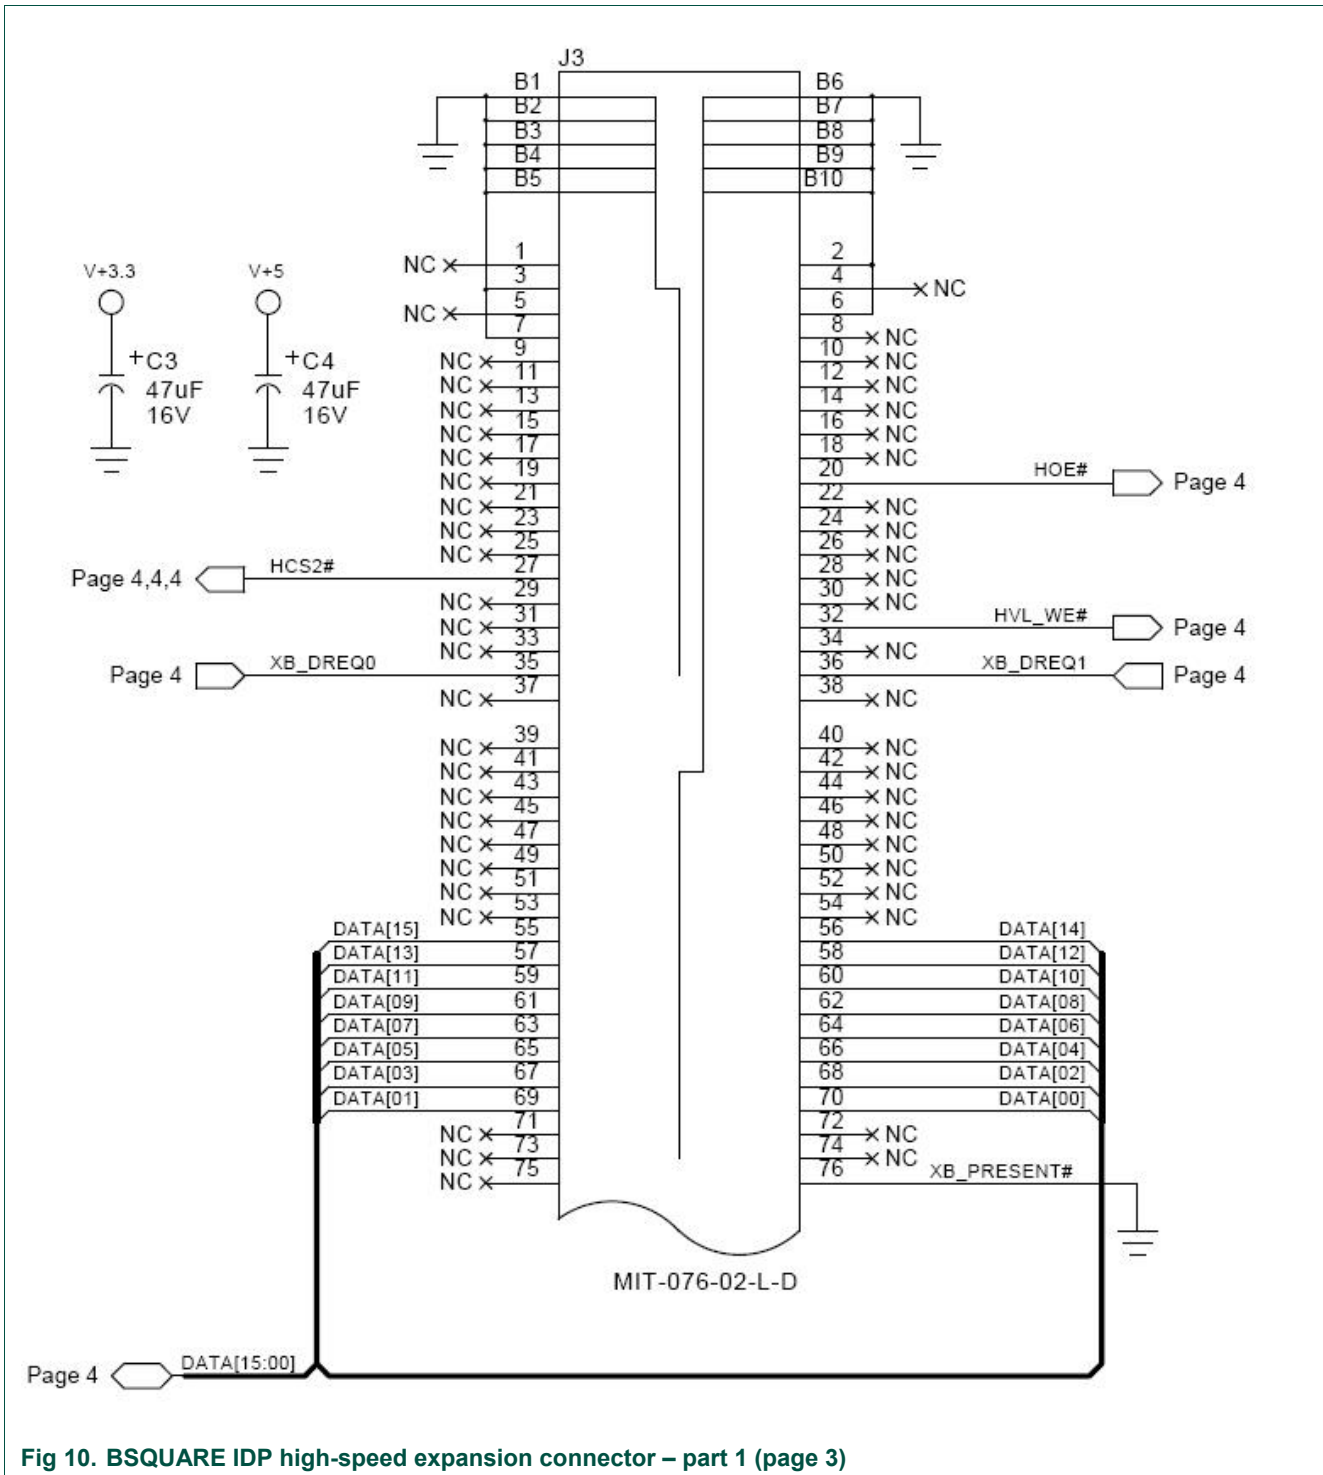 J3
B1 B6
B2 B7
B3 B8
B4 B9
B5 B10
NC 1 2
3 4 NC
V+3.3 V+5
NC 5 6
7 8 NC
NC 9 10 NC
+C3 +C4
47uF 47uF
16V 16V
NC 11 12 NC
NC 13 14 NC
NC 15 16 NC
NC 17 18 NC
NC 19 20 HOE# Page 4
NC 21 22 NC
NC 23 24 NC
NC 25 26 NC
Page 4,4,4 HCS2# 27 28 NC
NC 29 30 NC
NC 31 32 HVL_WE# Page 4
NC 33 34 NC
Page 4 XB_DREQ0 35 36 XB_DREQ1 Page 4
NC 37 38 NC
NC 39 40 NC
NC 41 42 NC
NC 43 44 NC
NC 45 46 NC
NC 47 48 NC
NC 49 50 NC
NC 51 52 NC
NC 53 54 NC
DATA[15] 55 56 DATA[14]
DATA[13] 57 58 DATA[12]
DATA[11] 59 60 DATA[10]
DATA[09] 61 62 DATA[08]
DATA[07] 63 64 DATA[06]
DATA[05] 65 66 DATA[04]
DATA[03] 67 68 DATA[02]
DATA[01] 69 70 DATA[00]
NC 71 72 NC
NC 73 74 NC
NC 75 76 XB_PRESENT#
MIT-076-02-L-D
Page 4 DATA[15:00]
Fig 10. BSQUARE IDP high-speed expansion connector – part 1 (page 3)